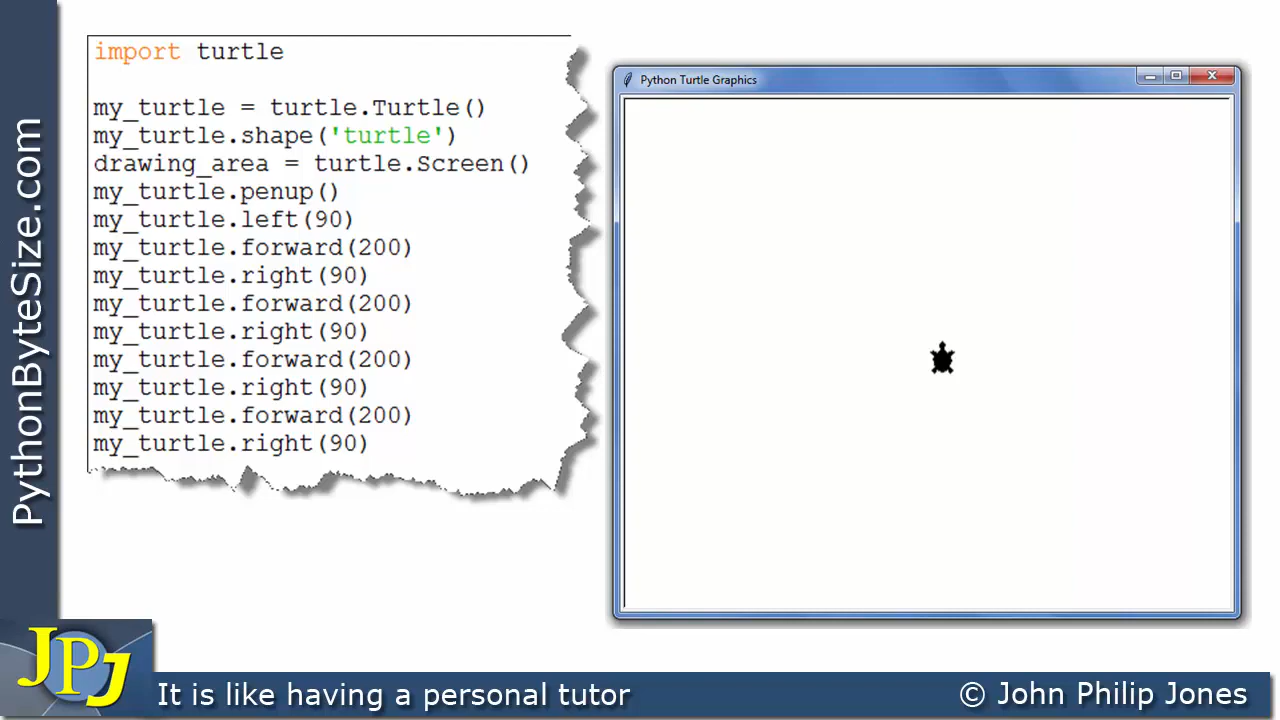 PythonByteSize.com
import turtle
my_turtle = turtle.Turtle()
my_turtle.shape('turtle')
drawing_area = turtle.Screen()
my_turtle.penup()
my_turtle.left(90)
my_turtle.forward(200)
my_turtle.right(90)
my_turtle.forward(200)
my_turtle.right(90)
my_turtle.forward(200)
my_turtle.right(90)
my_turtle.forward(200)
my_turtle.right(90)
Python Turtle Graphics
JPJ
It is like having a personal tutor
© John Philip Jones